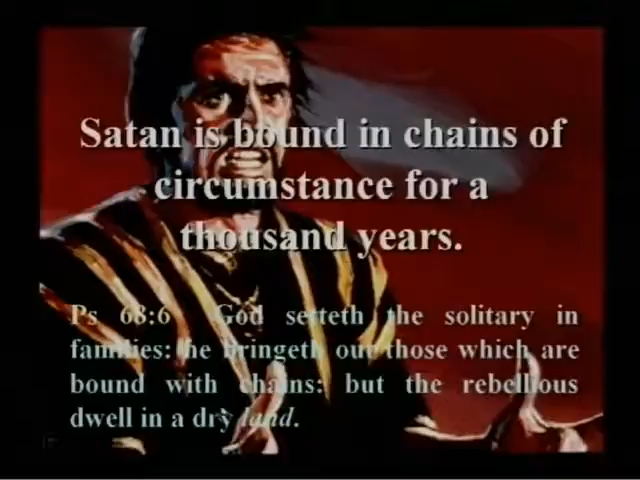 Satan is bound in chains of
circumstance for a
thousand years.
Ps 68:6 God setteth the solitary in
families: he bringeth out those which are
bound with chains: but the rebellious
dwell in a dry land.